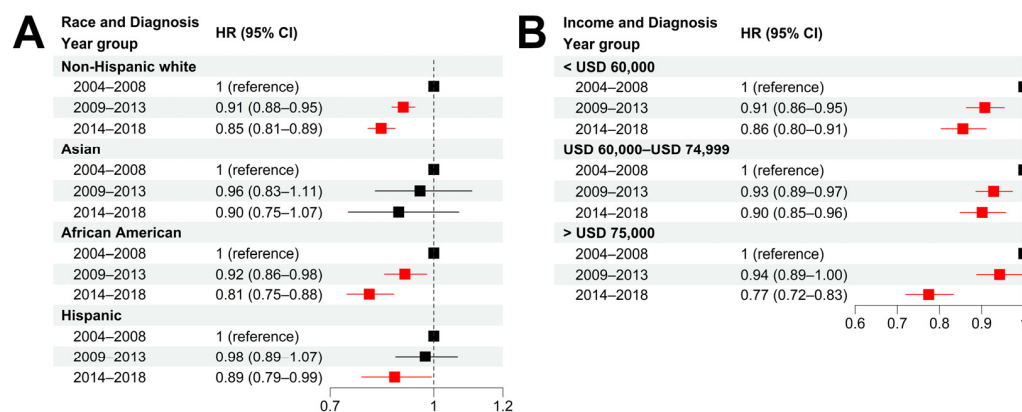 A
Race and Diagnosis Year group HR (95% CI)
Non-Hispanic white
2004–2008 1 (reference)
2009–2013 0.91 (0.88–0.95)
2014–2018 0.85 (0.81–0.89)
Asian
2004–2008 1 (reference)
2009–2013 0.96 (0.83–1.11)
2014–2018 0.90 (0.75–1.07)
African American
2004–2008 1 (reference)
2009–2013 0.92 (0.86–0.98)
2014–2018 0.81 (0.75–0.88)
Hispanic
2004–2008 1 (reference)
2009–2013 0.98 (0.89–1.07)
2014–2018 0.89 (0.79–0.99)
0.7 1 1.2
B
Income and Diagnosis Year group HR (95% CI)
< USD 60,000
2004–2008 1 (reference)
2009–2013 0.91 (0.86–0.95)
2014–2018 0.86 (0.80–0.91)
USD 60,000–USD 74,999
2004–2008 1 (reference)
2009–2013 0.93 (0.89–0.97)
2014–2018 0.90 (0.85–0.96)
> USD 75,000
2004–2008 1 (reference)
2009–2013 0.94 (0.89–1.00)
2014–2018 0.77 (0.72–0.83)
0.6 0.7 0.8 0.9